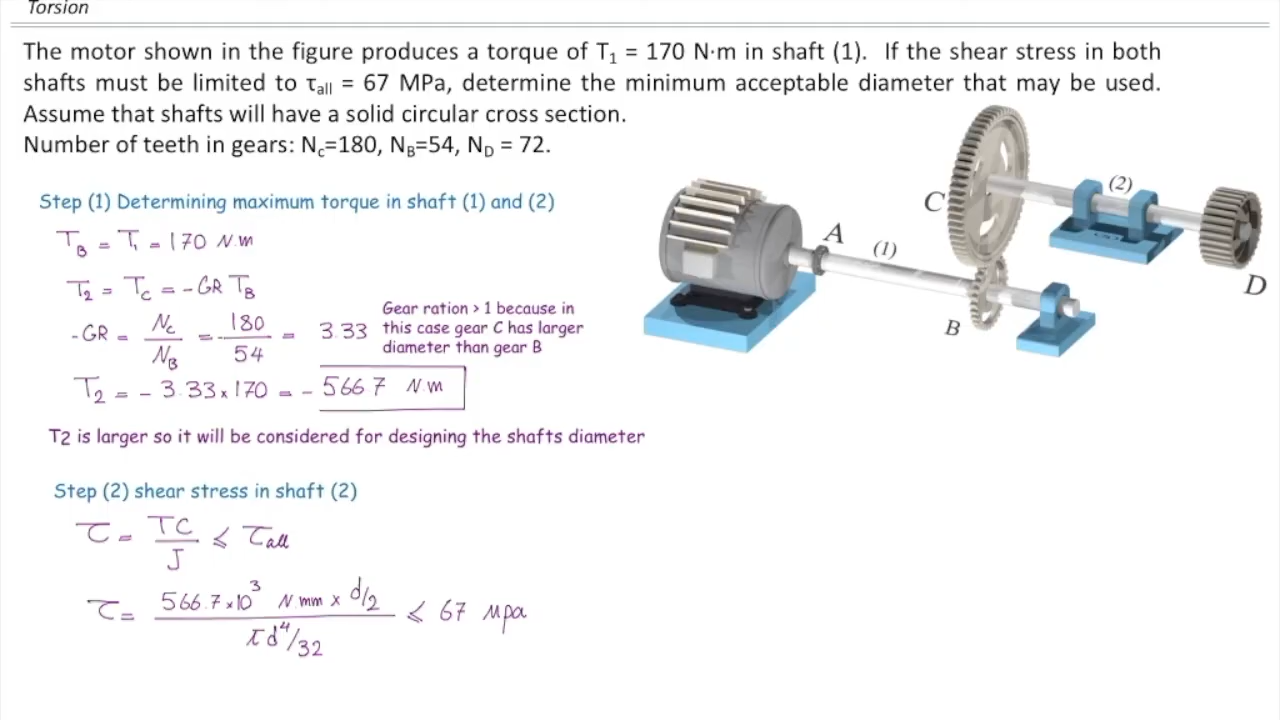 Torsion
The motor shown in the figure produces a torque of T₁ = 170 N·m in shaft (1). If the shear stress in both
shafts must be limited to τall = 67 MPa, determine the minimum acceptable diameter that may be used.
Assume that shafts will have a solid circular cross section.
Number of teeth in gears: Nc=180, NB=54, ND = 72.
Step (1) Determining maximum torque in shaft (1) and (2)
TB = T₁ = 170 N.m
T₂ = Tc = -GR TB
-GR = Nc/NB = -180/54 = 3.33
Gear ration > 1 because in
this case gear C has larger
diameter than gear B
T₂ = - 3.33 x 170 = - 566.7 N.m
T2 is larger so it will be considered for designing the shafts diameter
Step (2) shear stress in shaft (2)
τ = TC/J ≤ τall
τ = 566.7 x 10³ N.mm x d/2 / πd⁴/32 ≤ 67 Mpa
A
(1)
B
C
(2)
D